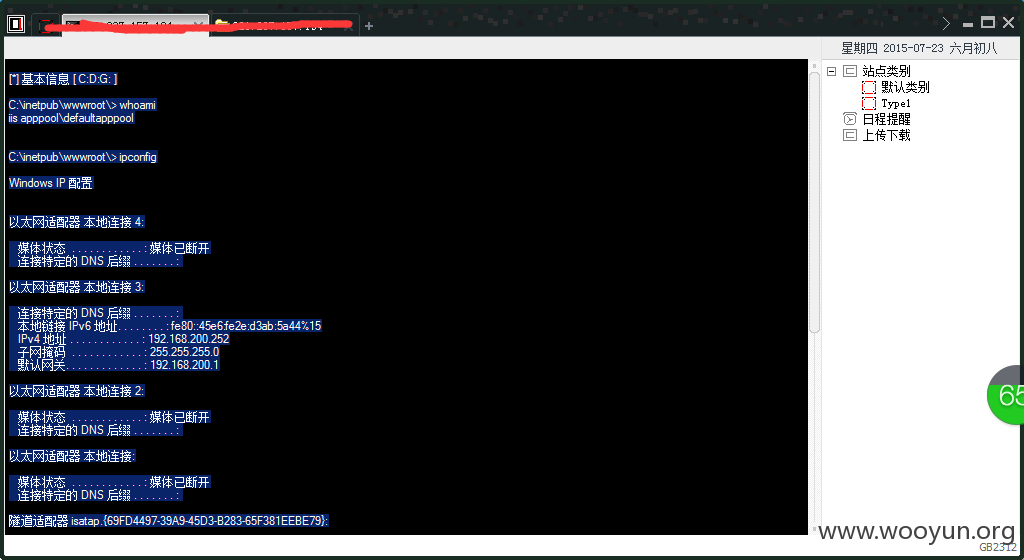 星期四 2015-07-23 六月初八
[*] 基本信息 [ C:D:G: ]
C:\inetpub\wwwroot\> whoami
iis apppool\defaultapppool
C:\inetpub\wwwroot\> ipconfig
Windows IP 配置
以太网适配器 本地连接 4:
媒体状态 . . . . . . . . . . . . : 媒体已断开
连接特定的 DNS 后缀 . . . . . . . :
以太网适配器 本地连接 3:
连接特定的 DNS 后缀 . . . . . . . :
本地链接 IPv6 地址. . . . . . . . : fe80::45e6:fe2e:d3ab:5a44%15
IPv4 地址 . . . . . . . . . . . . : 192.168.200.252
子网掩码 . . . . . . . . . . . . : 255.255.255.0
默认网关. . . . . . . . . . . . . : 192.168.200.1
以太网适配器 本地连接 2:
媒体状态 . . . . . . . . . . . . : 媒体已断开
连接特定的 DNS 后缀 . . . . . . . :
以太网适配器 本地连接:
媒体状态 . . . . . . . . . . . . : 媒体已断开
连接特定的 DNS 后缀 . . . . . . . :
隧道适配器 isatap.{69FD4497-39A9-45D3-B283-65F381EEBE79}:
站点类别
默认类别
Type1
日程提醒
上传下载
65
www.wooyun.org
GB2312